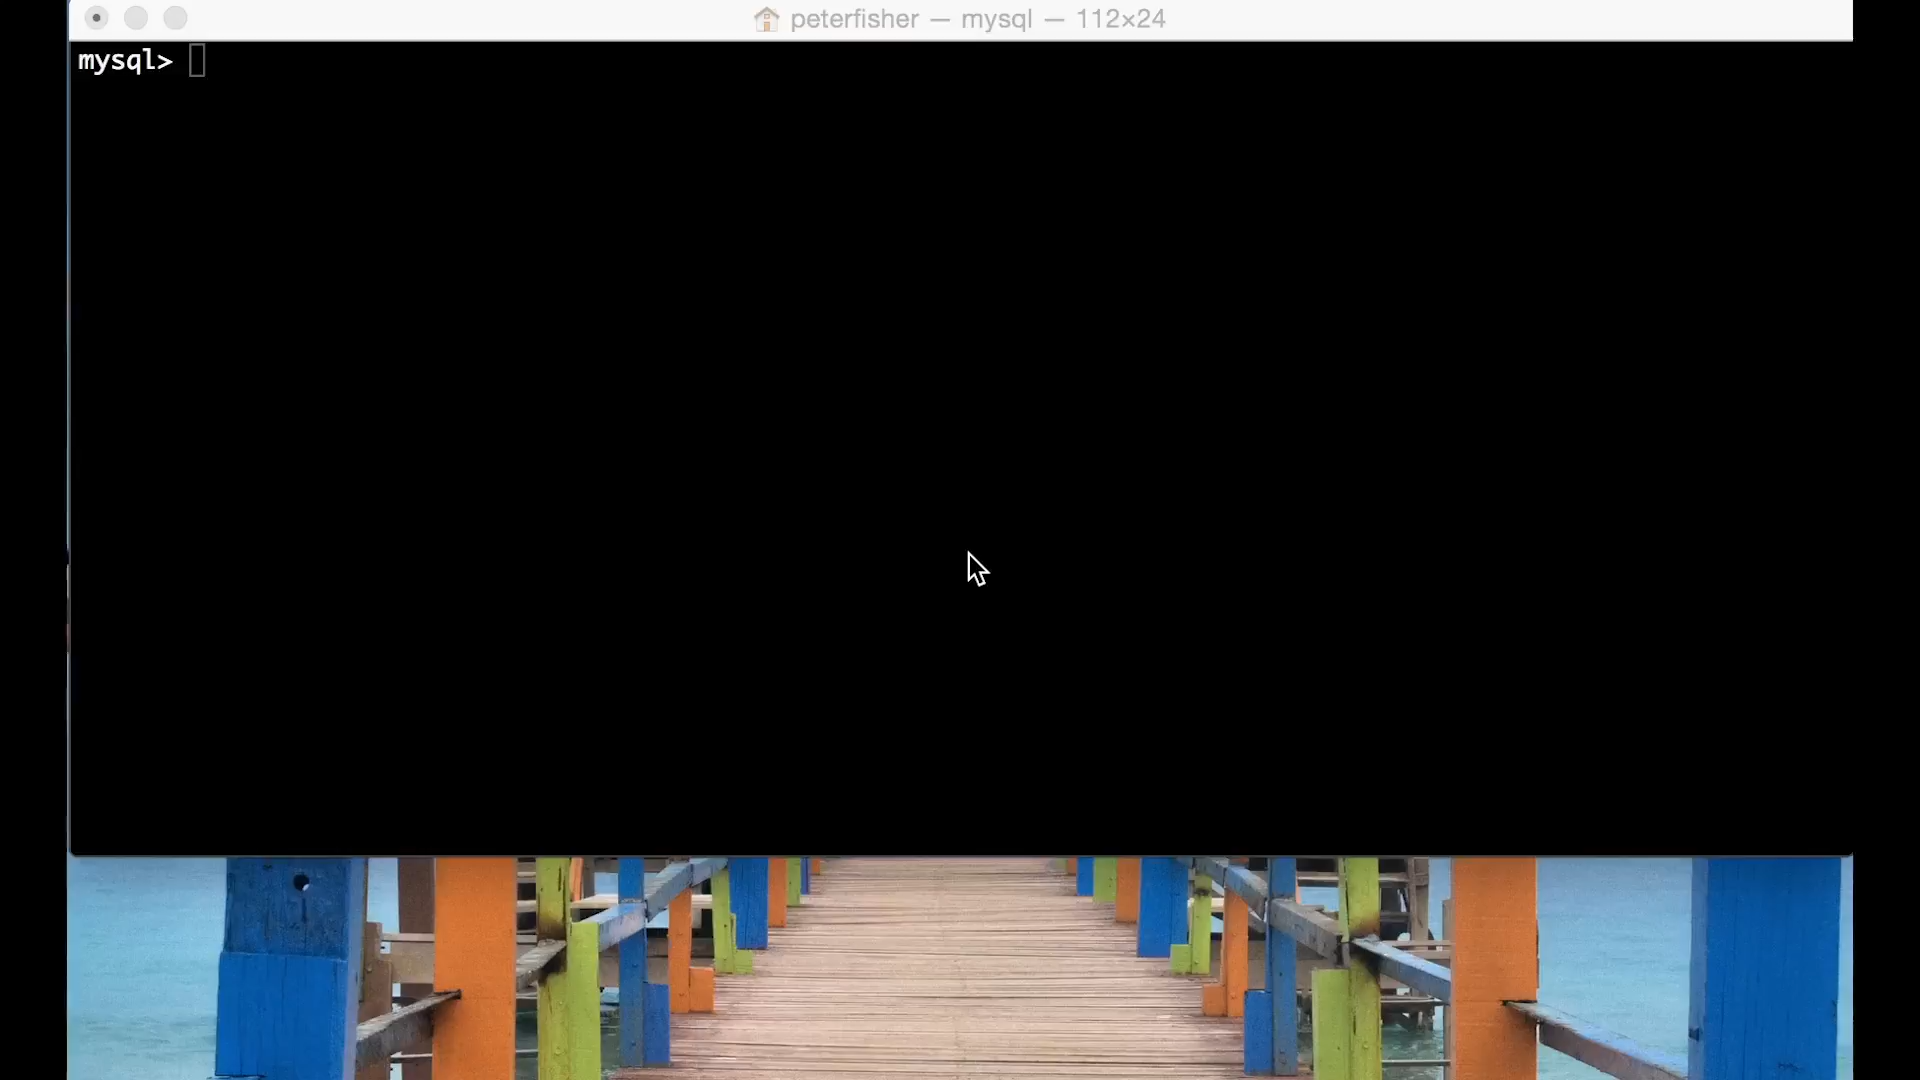 peterfisher — mysql — 112×24
mysql>